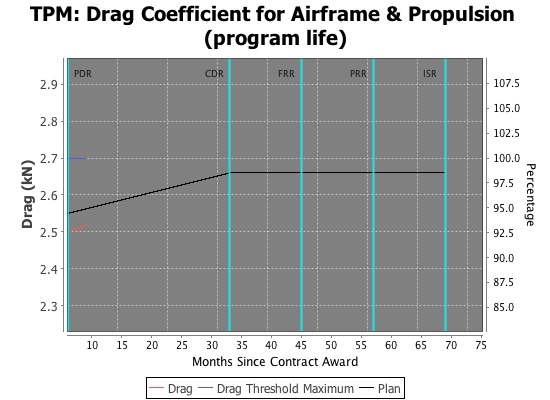 TPM: Drag Coefficient for Airframe & Propulsion
(program life)
PDR CDR FRR PRR ISR
2.9
2.8
2.7
2.6
2.5
2.4
2.3
Drag (kN)
107.5
105.0
102.5
100.0
97.5
95.0
92.5
90.0
87.5
85.0
Percentage
10 15 20 25 30 35 40 45 50 55 60 65 70 75
Months Since Contract Award
Drag Drag Threshold Maximum Plan